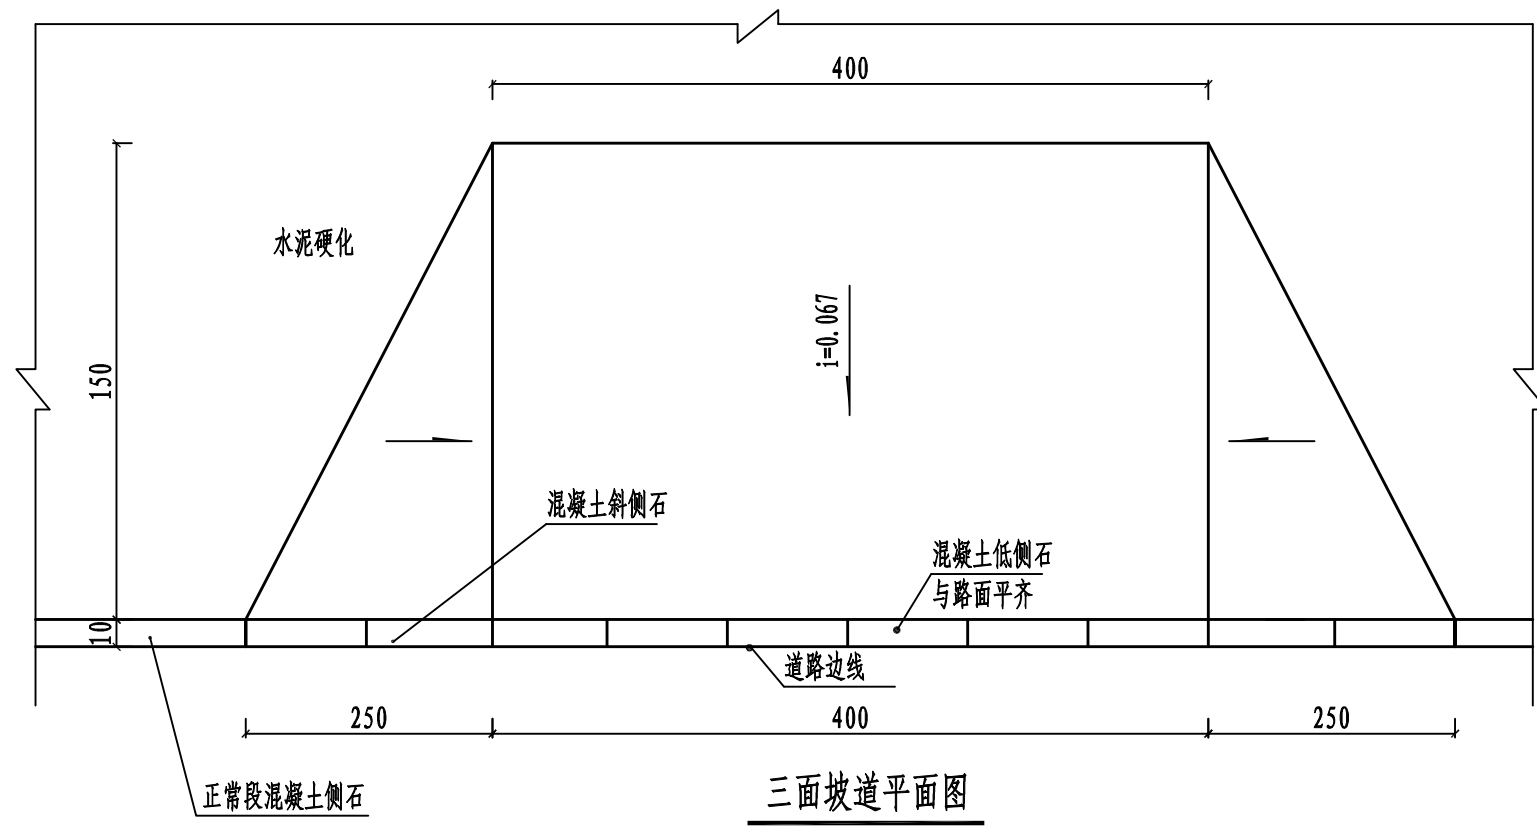 400
水泥硬化
i=0.067
150
混凝土斜侧石
混凝土低侧石
与路面平齐
10
道路边线
250
400
250
正常段混凝土侧石
三面坡道平面图